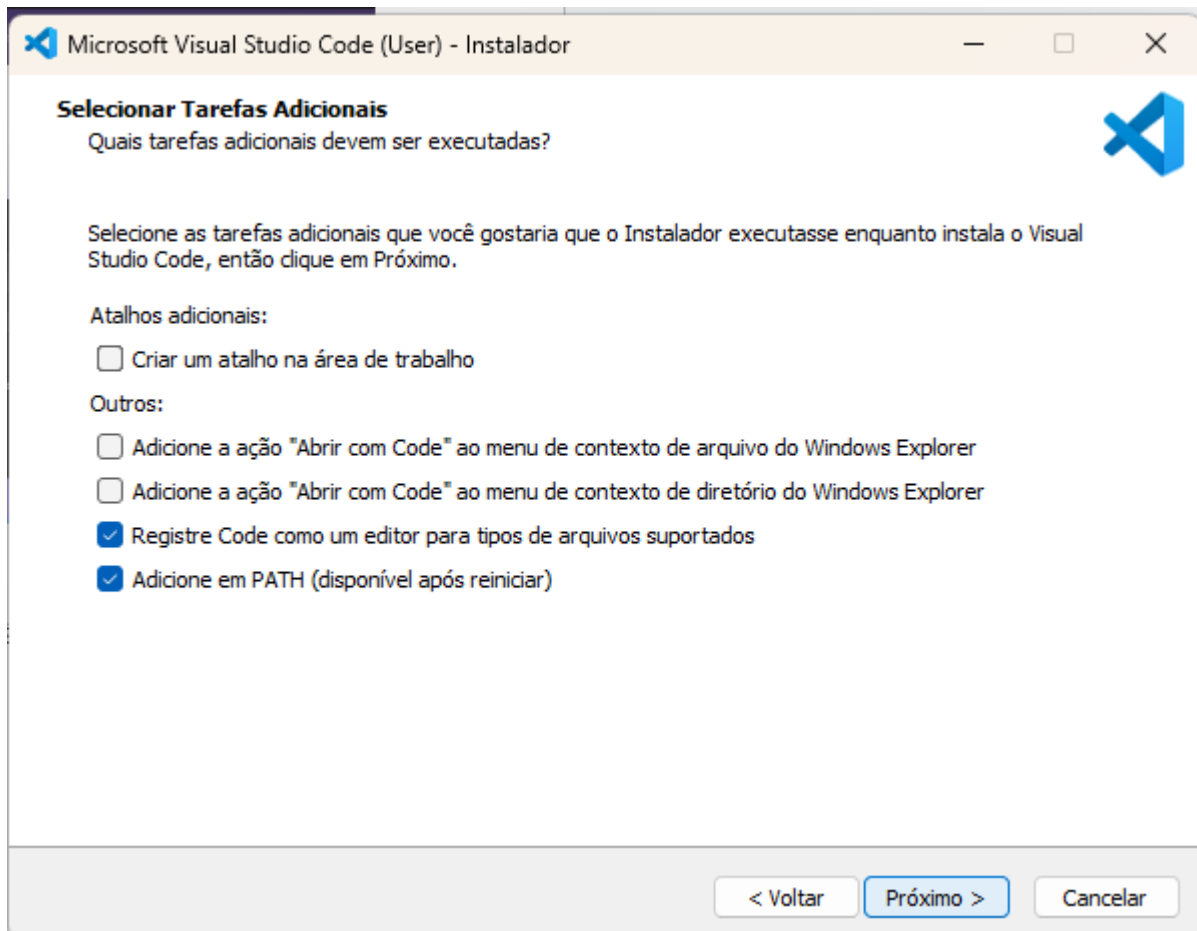 Microsoft Visual Studio Code (User) - Instalador
Selecionar Tarefas Adicionais
Quais tarefas adicionais devem ser executadas?
Selecione as tarefas adicionais que você gostaria que o Instalador executasse enquanto instala o Visual
Studio Code, então clique em Próximo.
Atalhos adicionais:
Criar um atalho na área de trabalho
Outros:
Adicione a ação "Abrir com Code" ao menu de contexto de arquivo do Windows Explorer
Adicione a ação "Abrir com Code" ao menu de contexto de diretório do Windows Explorer
Registre Code como um editor para tipos de arquivos suportados
Adicione em PATH (disponível após reiniciar)
< Voltar Próximo > Cancelar